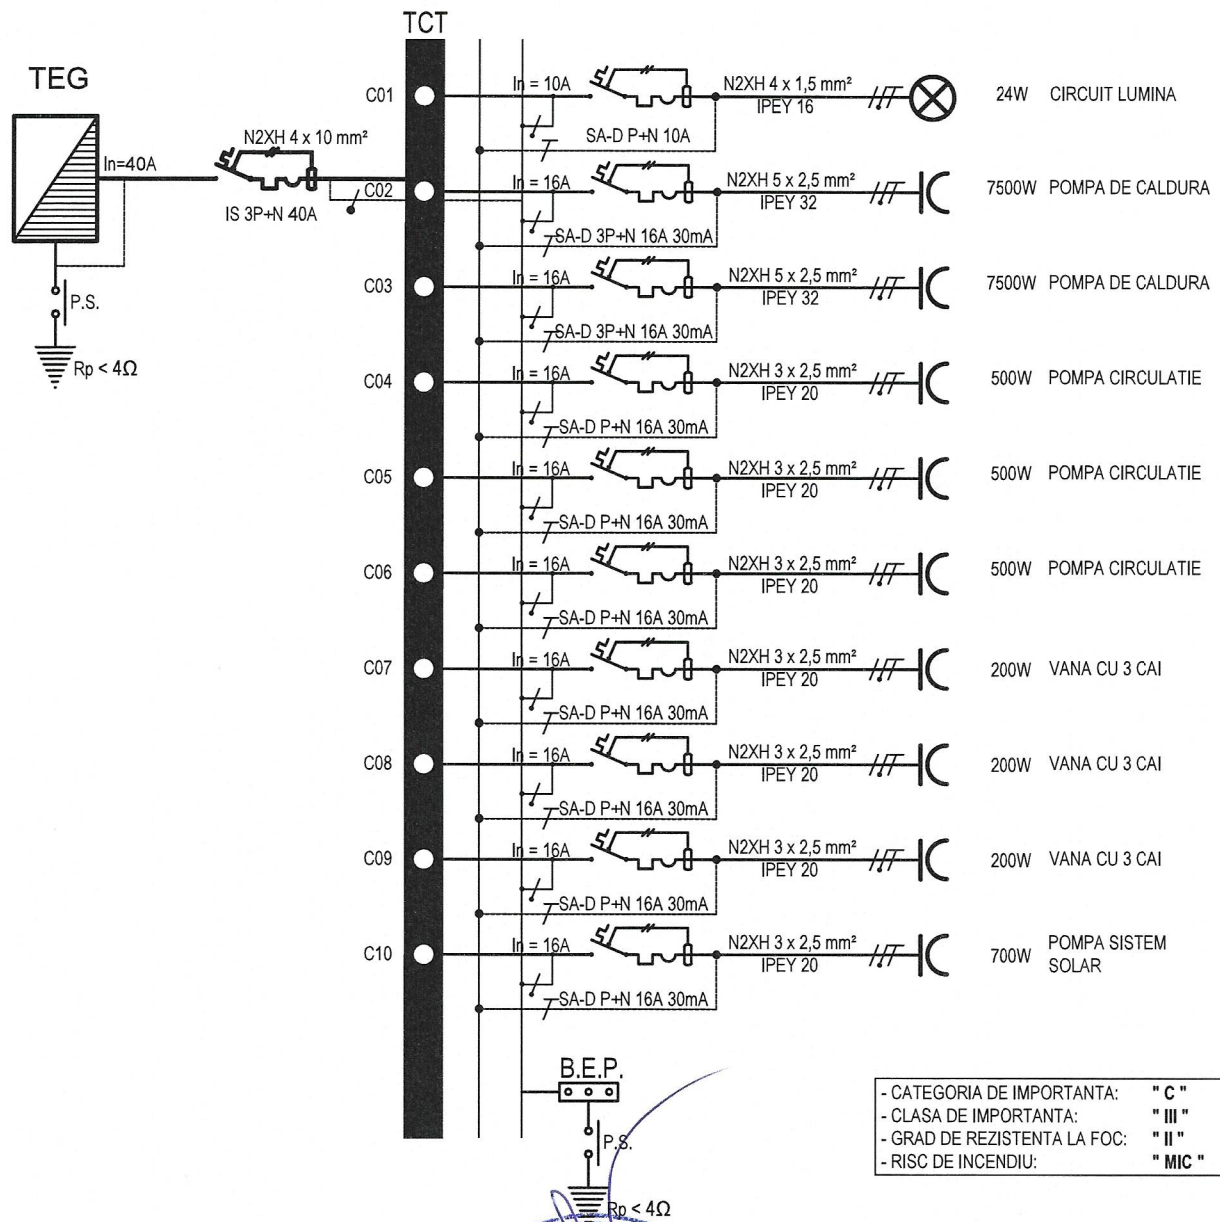 TCT
TEG
In=40A
N2XH 4 x 10 mm²
IS 3P+N 40A
P.S.
Rp < 4Ω
C01
In = 10A
N2XH 4 x 1,5 mm²
IPEY 16
SA-D P+N 10A
24W CIRCUIT LUMINA
C02
In = 16A
N2XH 5 x 2,5 mm²
IPEY 32
SA-D 3P+N 16A 30mA
7500W POMPA DE CALDURA
C03
In = 16A
N2XH 5 x 2,5 mm²
IPEY 32
SA-D 3P+N 16A 30mA
7500W POMPA DE CALDURA
C04
In = 16A
N2XH 3 x 2,5 mm²
IPEY 20
SA-D P+N 16A 30mA
500W POMPA CIRCULATIE
C05
In = 16A
N2XH 3 x 2,5 mm²
IPEY 20
SA-D P+N 16A 30mA
500W POMPA CIRCULATIE
C06
In = 16A
N2XH 3 x 2,5 mm²
IPEY 20
SA-D P+N 16A 30mA
500W POMPA CIRCULATIE
C07
In = 16A
N2XH 3 x 2,5 mm²
IPEY 20
SA-D P+N 16A 30mA
200W VANA CU 3 CAI
C08
In = 16A
N2XH 3 x 2,5 mm²
IPEY 20
SA-D P+N 16A 30mA
200W VANA CU 3 CAI
C09
In = 16A
N2XH 3 x 2,5 mm²
IPEY 20
SA-D P+N 16A 30mA
200W VANA CU 3 CAI
C10
In = 16A
N2XH 3 x 2,5 mm²
IPEY 20
SA-D P+N 16A 30mA
700W POMPA SISTEM
SOLAR
B.E.P.
P.S.
Rp < 4Ω
- CATEGORIA DE IMPORTANTA: " C "
- CLASA DE IMPORTANTA: " III "
- GRAD DE REZISTENTA LA FOC: " II "
- RISC DE INCENDIU: " MIC "